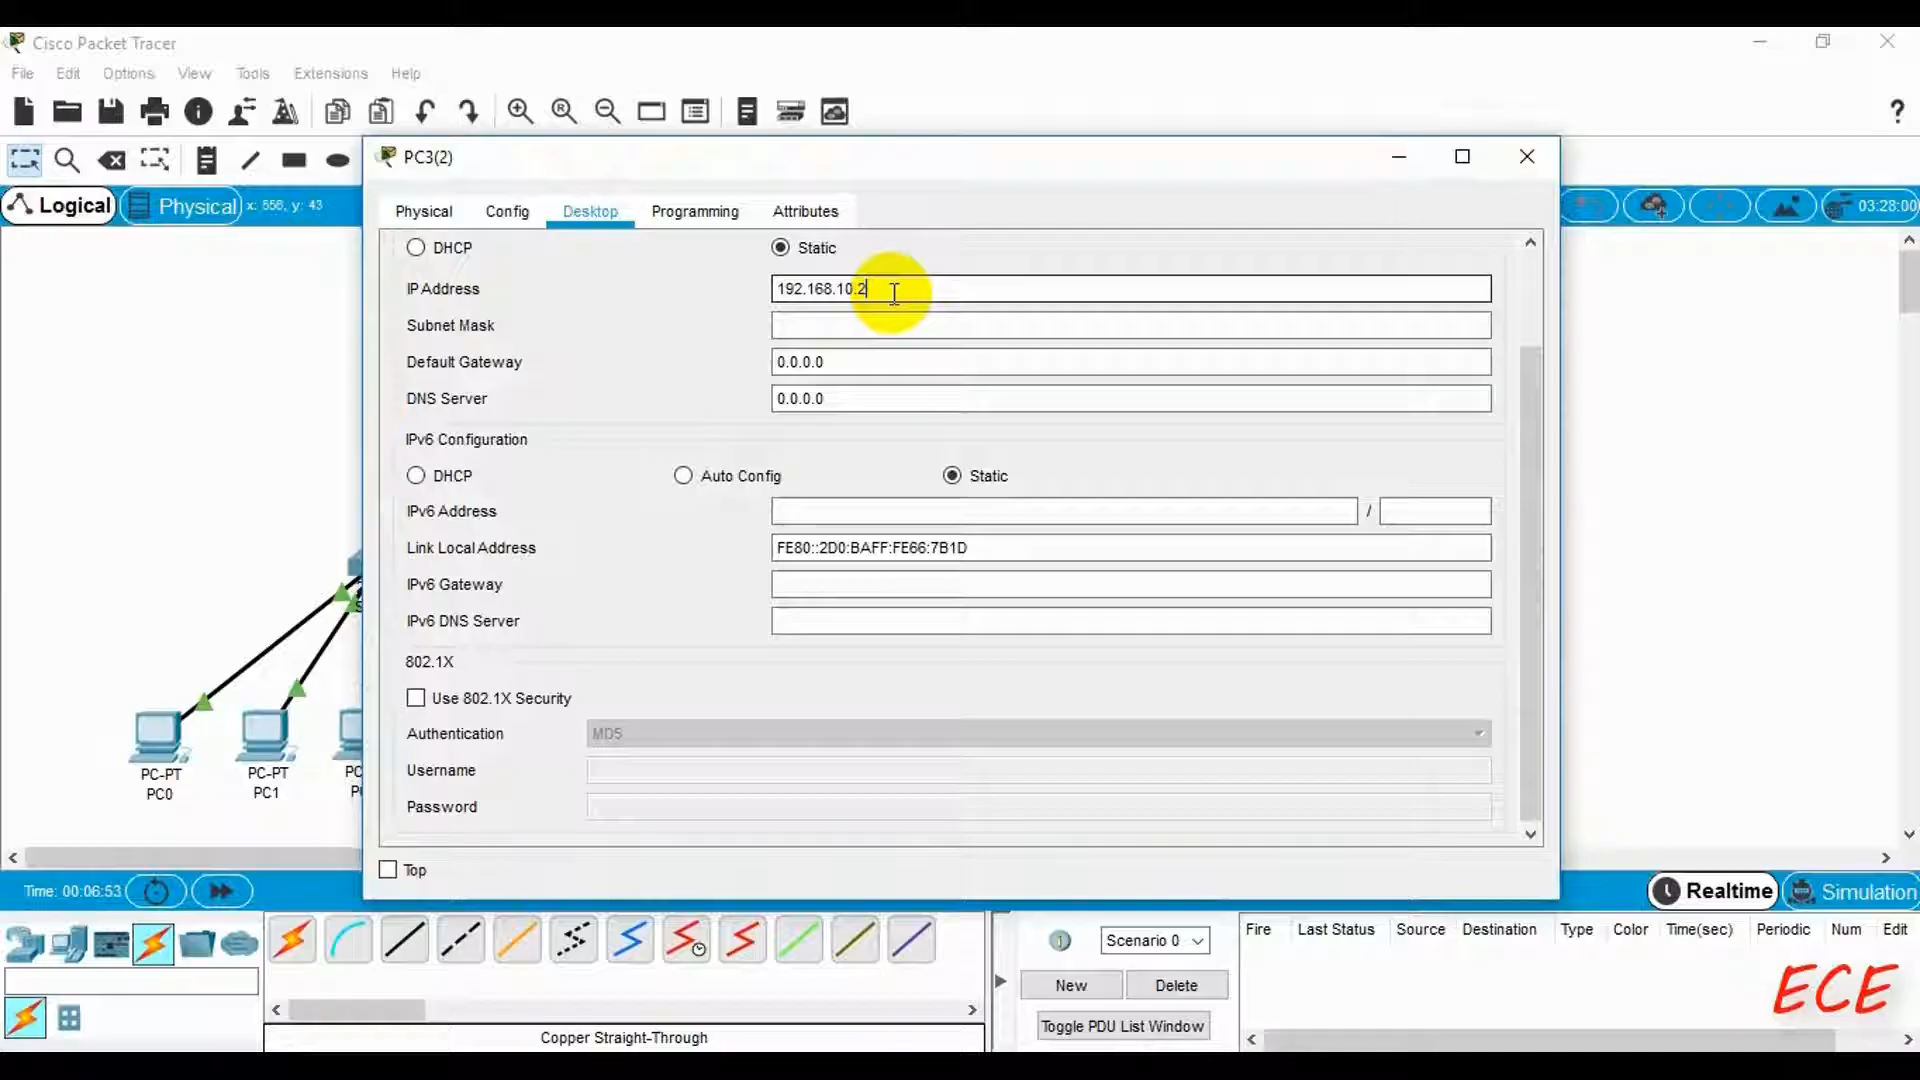 Cisco Packet Tracer
File Edit Options View Tools Extensions Help
PC3(2)
Logical Physical x: 556, y: 43
03:28:00
Physical Config Desktop Programming Attributes
DHCP Static
IP Address 192.168.10.2
Subnet Mask
Default Gateway 0.0.0.0
DNS Server 0.0.0.0
IPv6 Configuration
DHCP Auto Config Static
IPv6 Address /
Link Local Address FE80::2D0:BAFF:FE66:7B1D
IPv6 Gateway
IPv6 DNS Server
802.1X
Use 802.1X Security
Authentication MD5
Username
Password
PC-PT PC-PT
PC0 PC1
Top
Time: 00:06:53 Realtime Simulation
Scenario 0 Fire Last Status Source Destination Type Color Time(sec) Periodic Num Edit
New Delete
Toggle PDU List Window
Copper Straight-Through
ECE